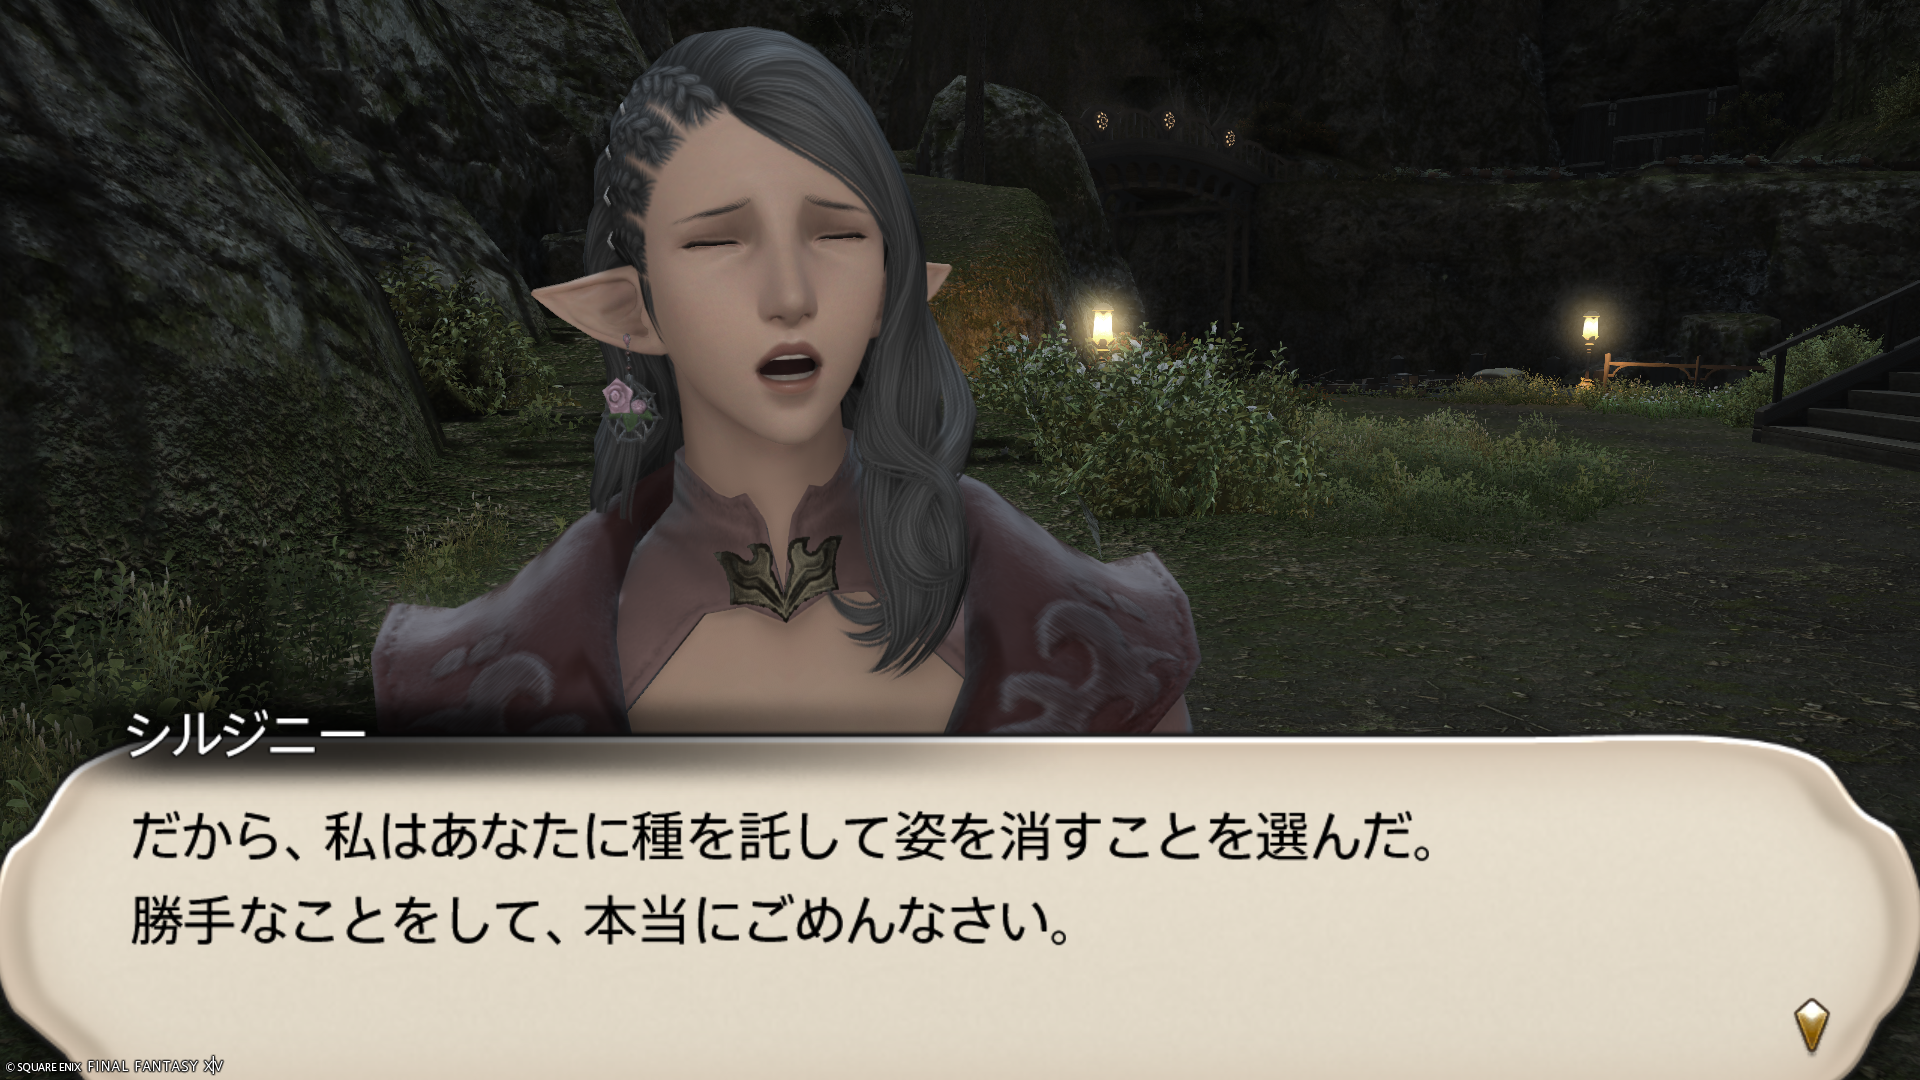 シルジニー
だから、私はあなたに種を託して姿を消すことを選んだ。
勝手なことをして、本当にごめんなさい。
© SQUARE ENIX FINAL FANTASY XIV